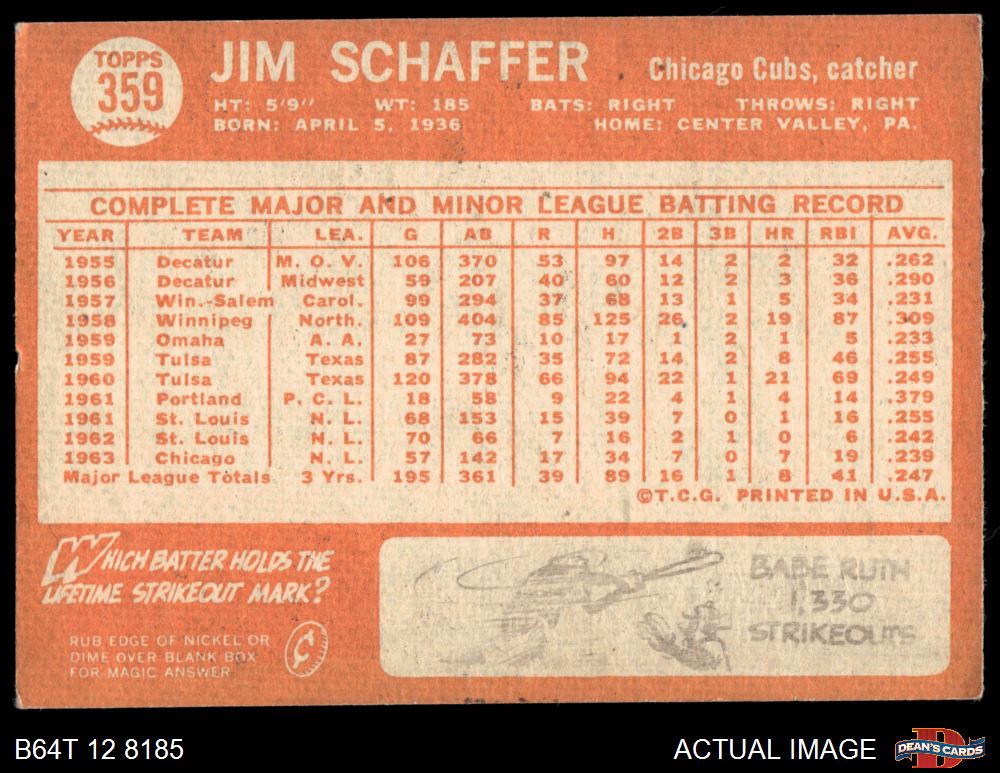 TOPPS
359
JIM SCHAFFER
Chicago Cubs, catcher
HT: 5'9" WT: 185 BATS: RIGHT THROWS: RIGHT
BORN: APRIL 5, 1936 HOME: CENTER VALLEY, PA.
COMPLETE MAJOR AND MINOR LEAGUE BATTING RECORD
YEAR TEAM LEA. G AB R H 2B 3B HR RBI AVG.
1955 Decatur M. O. V. 106 370 53 97 14 2 2 32 .262
1956 Decatur Midwest 59 207 40 60 12 2 3 36 .290
1957 Win.-Salem Carol. 99 294 37 68 13 1 5 34 .231
1958 Winnipeg North. 109 404 85 125 26 2 19 87 .309
1959 Omaha A. A. 27 73 10 17 1 2 1 5 .233
1959 Tulsa Texas 87 282 35 72 14 2 8 46 .255
1960 Tulsa Texas 120 378 66 94 22 1 21 69 .249
1961 Portland P. C. L. 18 58 9 22 4 1 4 14 .379
1961 St. Louis N. L. 68 153 15 39 7 0 1 16 .255
1962 St. Louis N. L. 70 66 7 16 2 1 0 6 .242
1963 Chicago N. L. 57 142 17 34 7 0 7 19 .239
Major League Totals 3 Yrs. 195 361 39 89 16 1 8 41 .247
©T.C.G. PRINTED IN U.S.A.
WHICH BATTER HOLDS THE
LIFETIME STRIKEOUT MARK?
RUB EDGE OF NICKEL OR
DIME OVER BLANK BOX
FOR MAGIC ANSWER
BABE RUTH
1,330
STRIKEOUTS
B64T 12 8185
ACTUAL IMAGE
DEAN'S CARDS